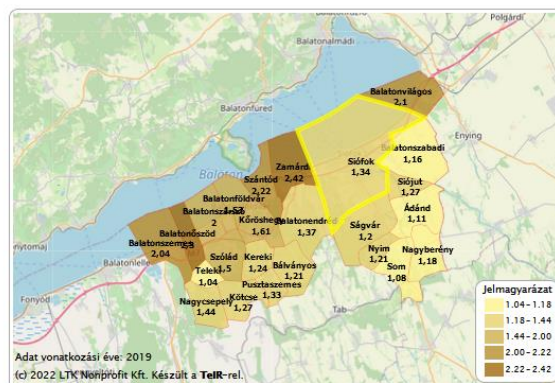 Polgárdi
Balatonalmádi
Balatonvilágos
2,1
Balatonfüred
Enying
Balatonszabadi
1,16
Zamárdi
2,42
Siófok
1,34
Siójut
1,27
Szántód
2,22
Balatonföldvár
Ádánd
1,11
Balatonszárszó
2
Kőröshegy
1,61
Balatonendréd
1,37
Ságvár
1,2
Balatonőszöd
Balatonszemes
2,04
Szólád
Kereki
1,24
Nyim
1,21
Nagyberény
1,18
Balatonlelle
Teleki
1,04
Bálványos
1,21
Som
1,08
Pusztaszemes
1,33
Nagycsepely
1,44
Kötcse
1,27
Fonyód
Tab
Jelmagyarázat
1.04-1.18
1.18-1.44
1.44-2.00
2.00-2.22
2.22-2.42
Adat vonatkozási éve: 2019
(c) 2022 LTK Nonprofit Kft. Készült a TeIR-rel.